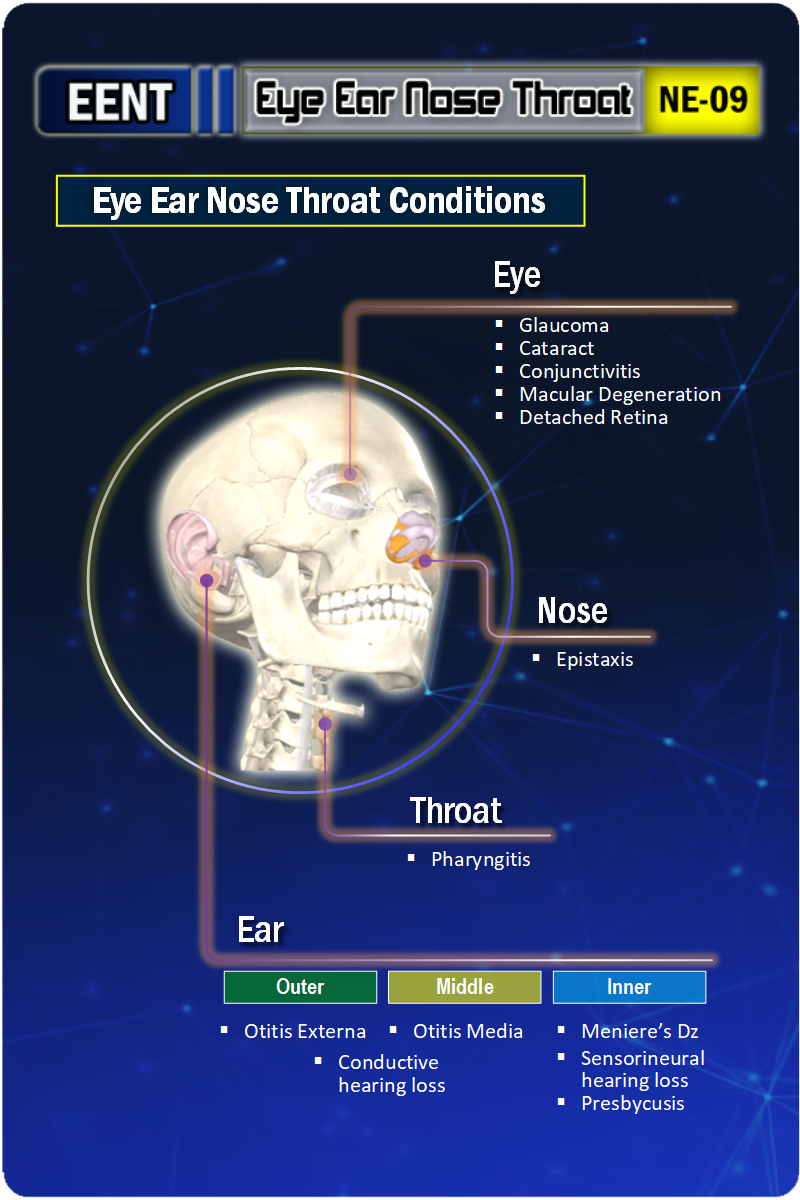 EENT Eye Ear Nose Throat NE-09
Eye Ear Nose Throat Conditions
Eye
▪ Glaucoma
▪ Cataract
▪ Conjunctivitis
▪ Macular Degeneration
▪ Detached Retina
Nose
▪ Epistaxis
Throat
▪ Pharyngitis
Ear
Outer
▪ Otitis Externa
Middle
▪ Otitis Media
▪ Conductive
hearing loss
Inner
▪ Meniere’s Dz
▪ Sensorineural
hearing loss
▪ Presbycusis